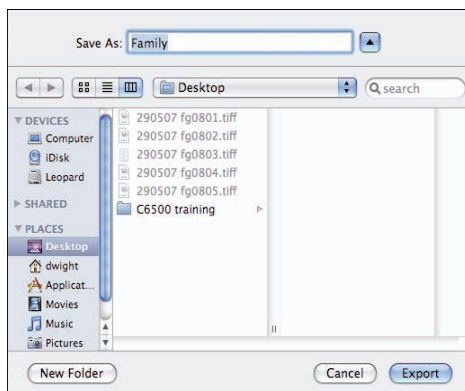 Save As: Family
Desktop
search
DEVICES
Computer
iDisk
Leopard
SHARED
PLACES
Desktop
dwight
Applicat...
Movies
Music
Pictures
290507 fg0801.tiff
290507 fg0802.tiff
290507 fg0803.tiff
290507 fg0804.tiff
290507 fg0805.tiff
C6500 training
New Folder
Cancel
Export